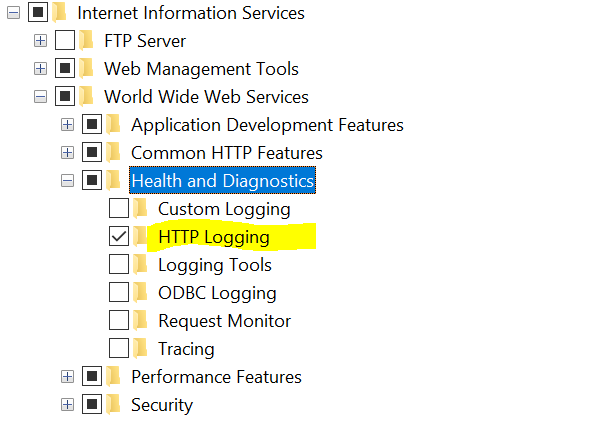 Internet Information Services
FTP Server
Web Management Tools
World Wide Web Services
Application Development Features
Common HTTP Features
Health and Diagnostics
Custom Logging
HTTP Logging
Logging Tools
ODBC Logging
Request Monitor
Tracing
Performance Features
Security